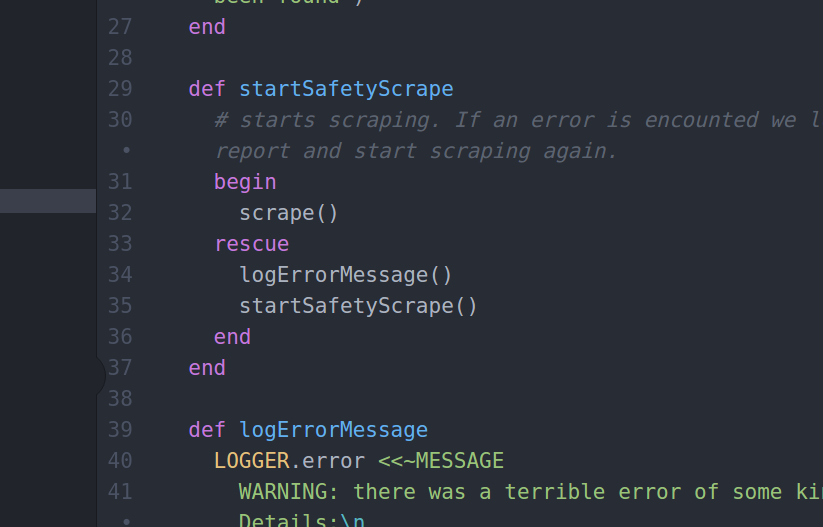 been found")
27 end
28
29 def startSafetyScrape
30 # starts scraping. If an error is encounted we
• report and start scraping again.
31 begin
32 scrape()
33 rescue
34 logErrorMessage()
35 startSafetyScrape()
36 end
37 end
38
39 def logErrorMessage
40 LOGGER.error <<~MESSAGE
41 WARNING: there was a terrible error of some
• Details:\n